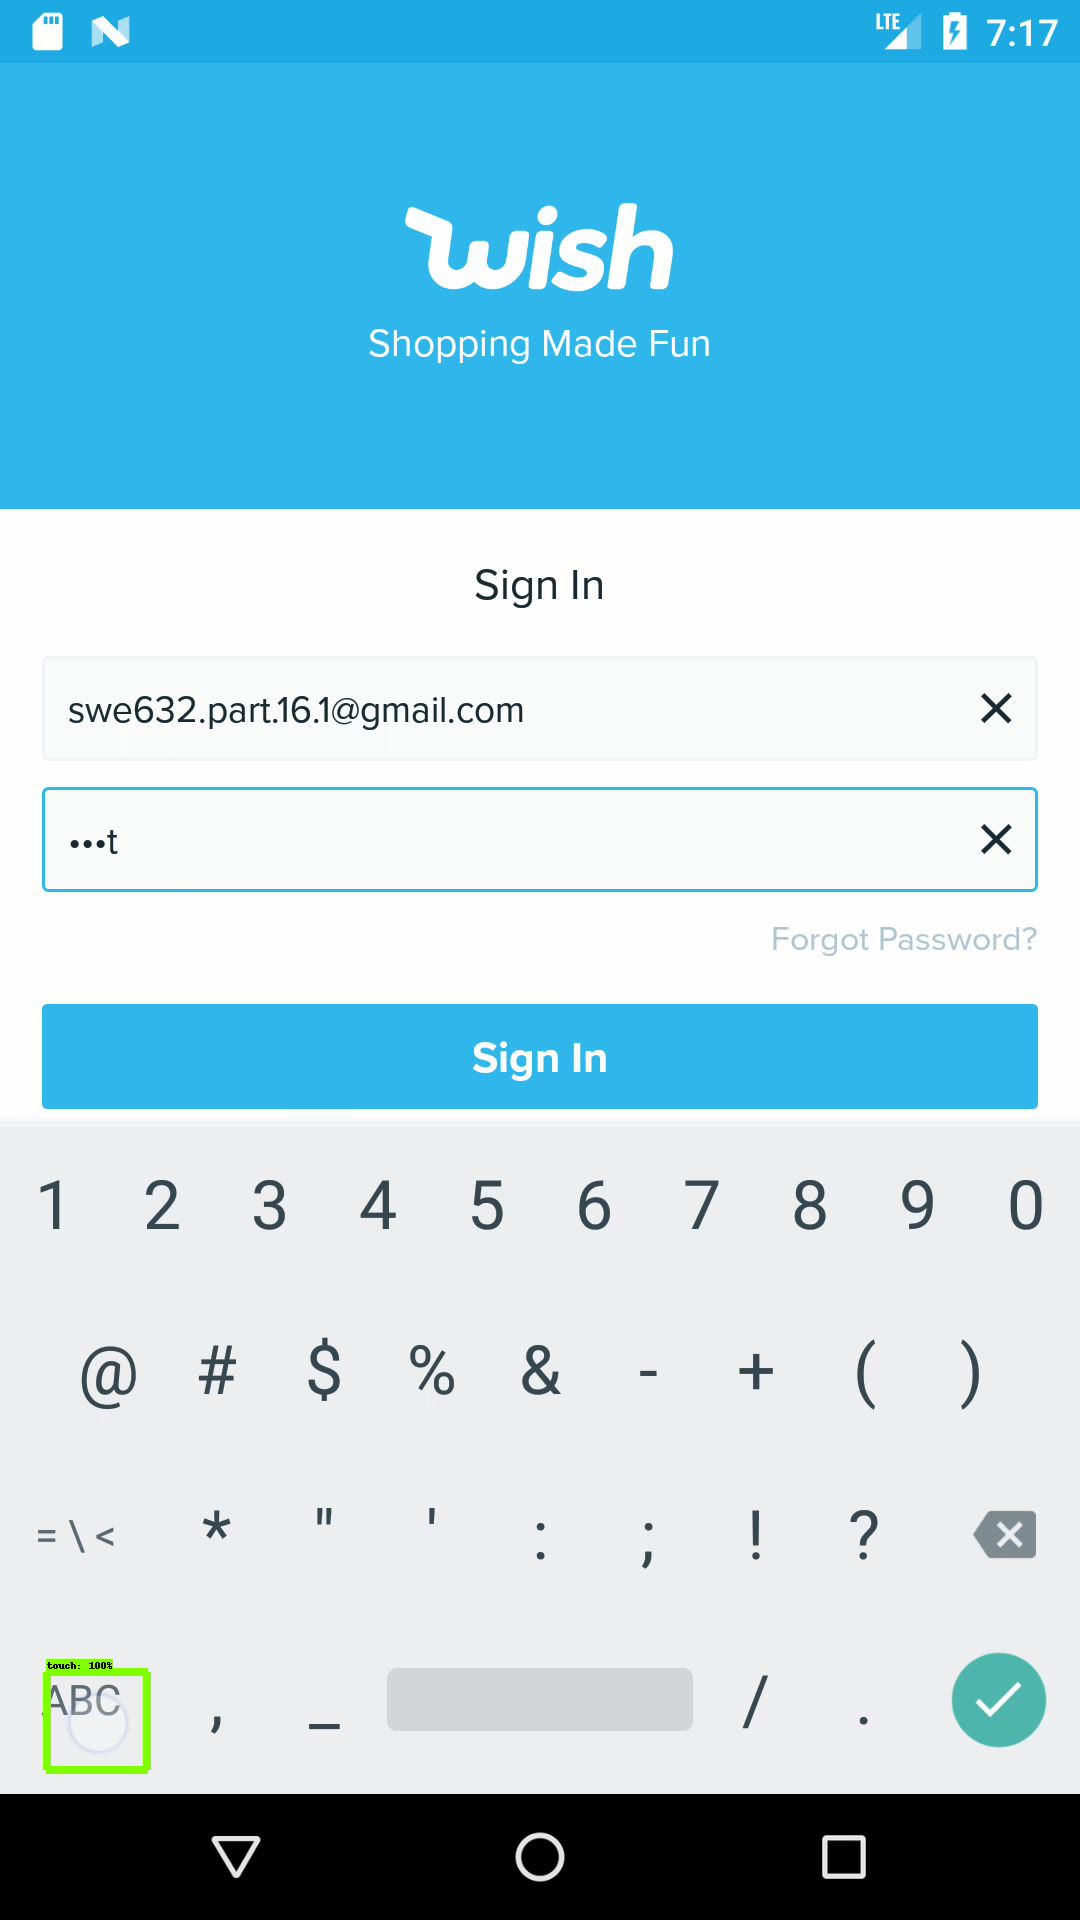 LTE 7:17
wish
Shopping Made Fun
Sign In
swe632.part.16.1@gmail.com
•••t
Forgot Password?
Sign In
1 2 3 4 5 6 7 8 9 0
@ # $ % & - + ( )
= \ < * " ' : ; ! ?
touch: 100%
ABC , _ / .